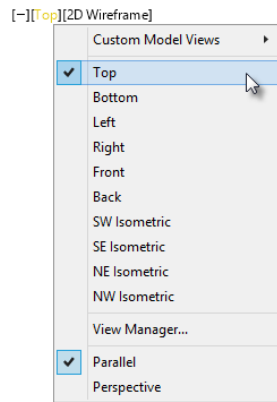 [−][Top][2D Wireframe]
Custom Model Views
Top
Bottom
Left
Right
Front
Back
SW Isometric
SE Isometric
NE Isometric
NW Isometric
View Manager...
Parallel
Perspective